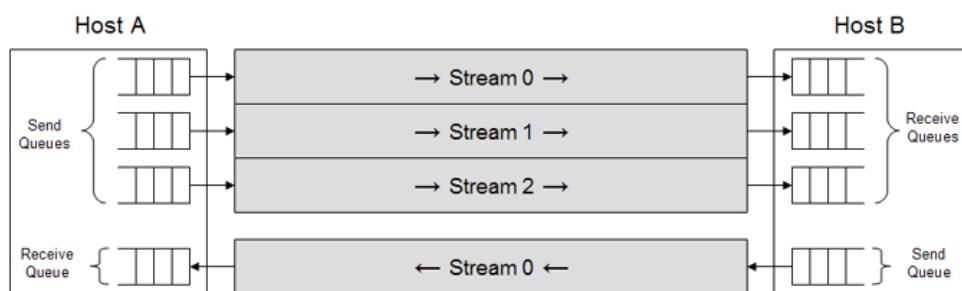 Host A
Host B
→ Stream 0 →
Send
Queues
→ Stream 1 →
Receive
Queues
→ Stream 2 →
Receive
Queue
← Stream 0 ←
Send
Queue